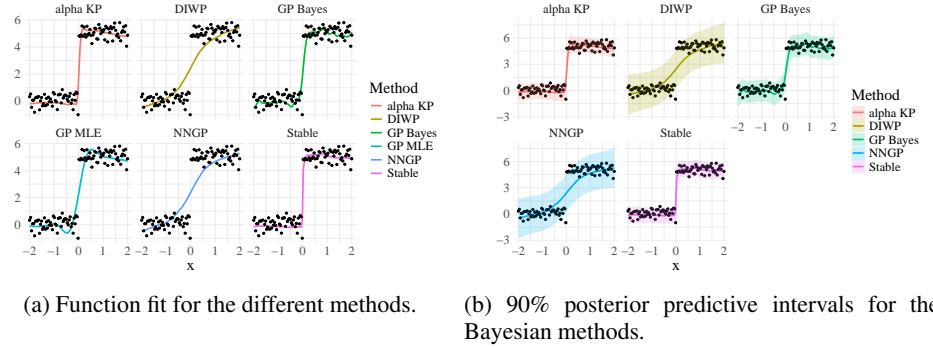 alpha KP DIWP GP Bayes
6
4
2
0
GP MLE NNGP Stable
6
4
2
0
−2 −1 0 1 2 −2 −1 0 1 2 −2 −1 0 1 2
x
Method
alpha KP
DIWP
GP Bayes
GP MLE
NNGP
Stable
(a) Function fit for the different methods.
alpha KP DIWP GP Bayes
6
3
0
−3
−2 −1 0 1 2
NNGP Stable
6
3
0
−3
−2 −1 0 1 2 −2 −1 0 1 2
x
Method
alpha KP
DIWP
GP Bayes
NNGP
Stable
(b) 90% posterior predictive intervals for the
Bayesian methods.